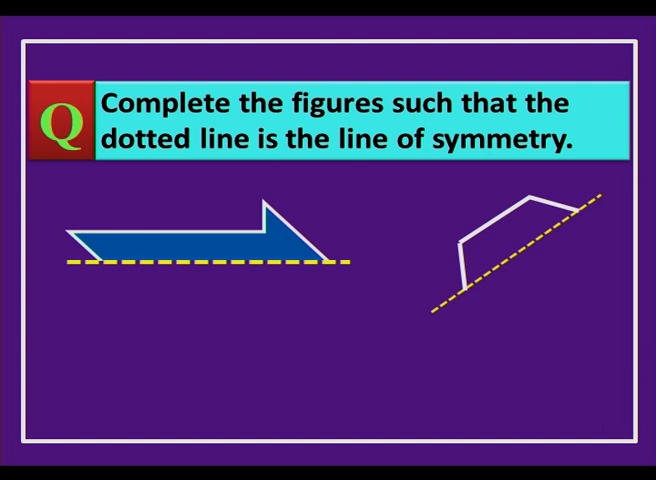 Q
Complete the figures such that the
dotted line is the line of symmetry.